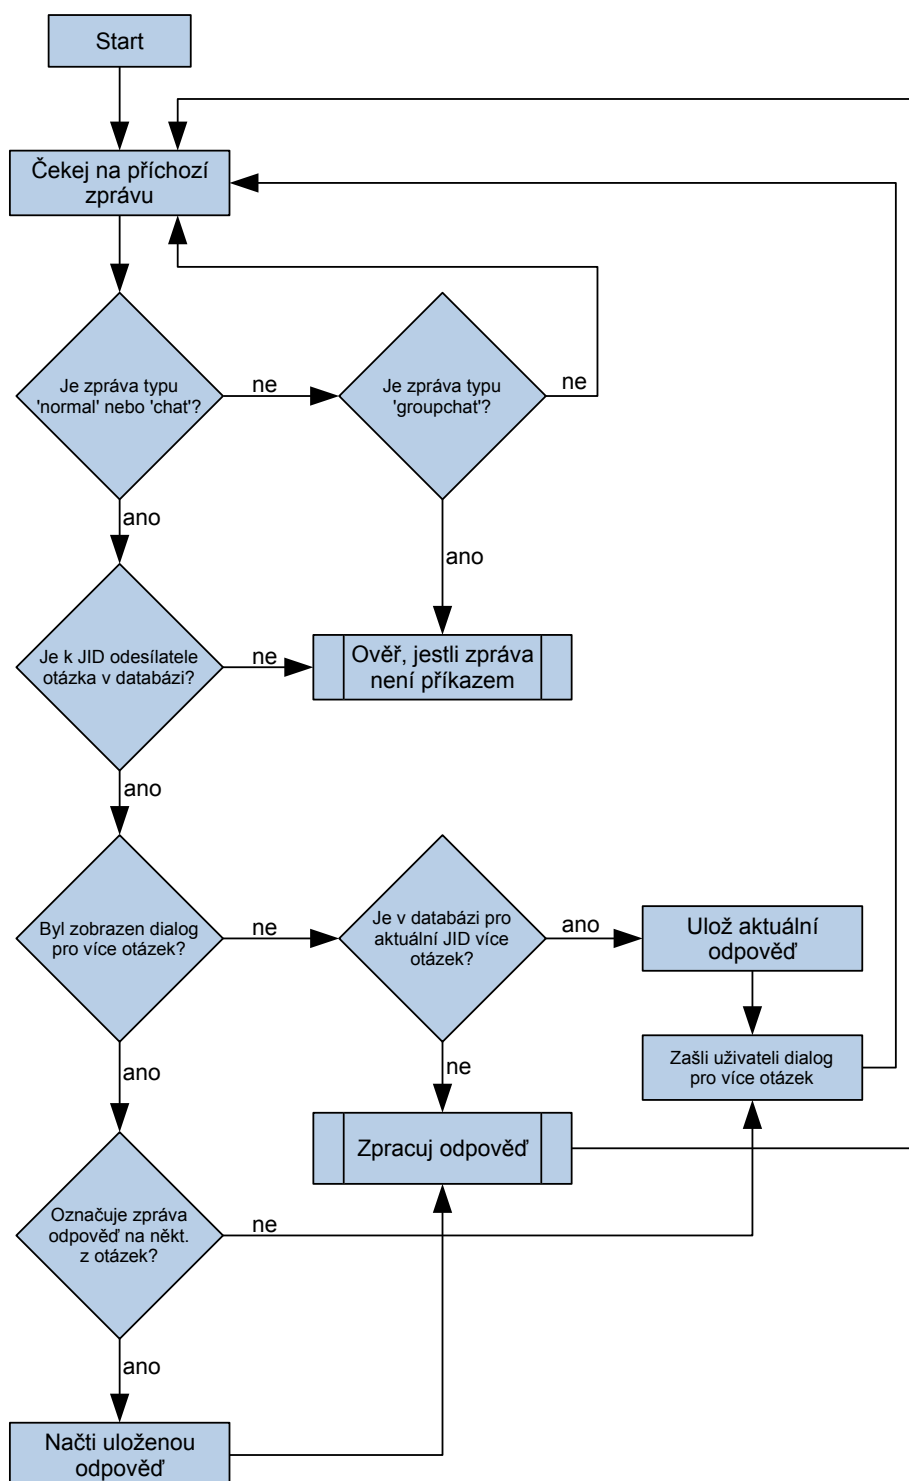 Start
Čekej na příchozí
zprávu
Je zpráva typu
'normal' nebo 'chat'?
ne
Je zpráva typu
'groupchat'?
ne
ano
ano
Je k JID odesílatele
otázka v databázi?
ne
Ověř, jestli zpráva
není příkazem
ano
Byl zobrazen dialog
pro více otázek?
ne
Je v databázi pro
aktuální JID více
otázek?
ano
Ulož aktuální
odpověď
Zašli uživateli dialog
pro více otázek
ano
ne
Zpracuj odpověď
Označuje zpráva
odpověď na někt.
z otázek?
ne
ano
Načti uloženou
odpověď